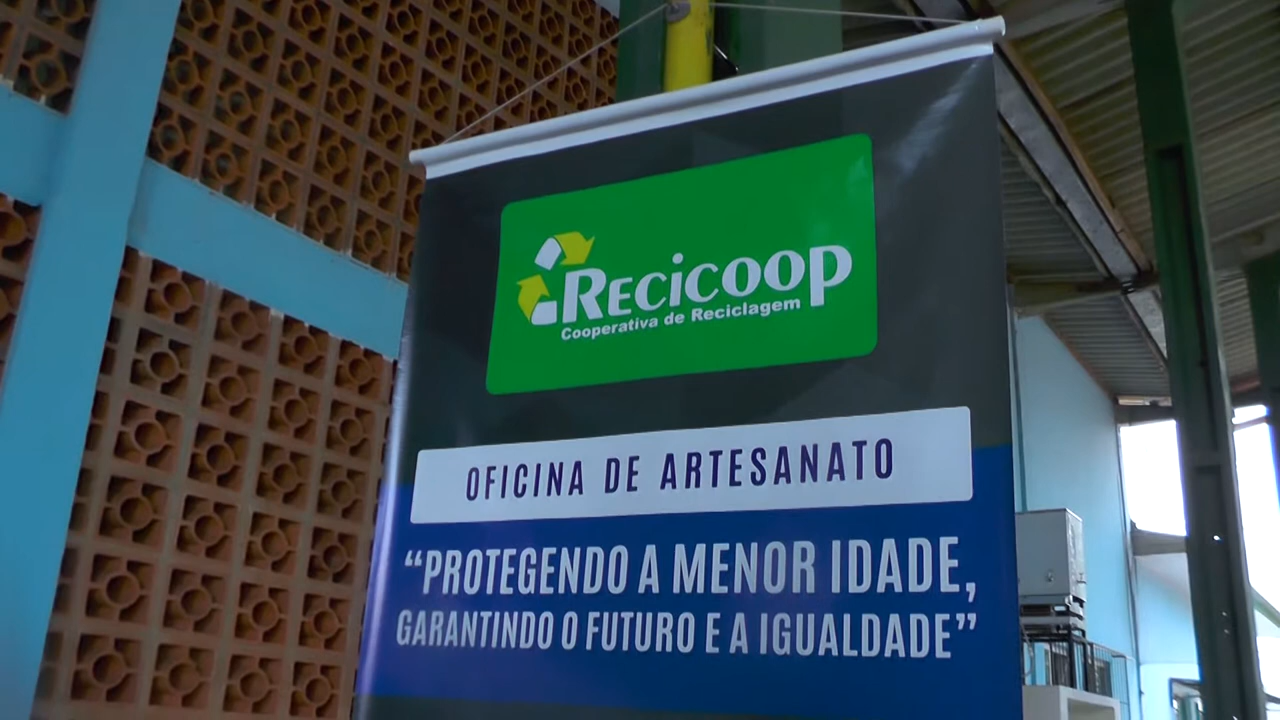 RECICOOP
Cooperativa de Reciclagem
OFICINA DE ARTESANATO
“PROTEGENDO A MENOR IDADE,
GARANTINDO O FUTURO E A IGUALDADE”